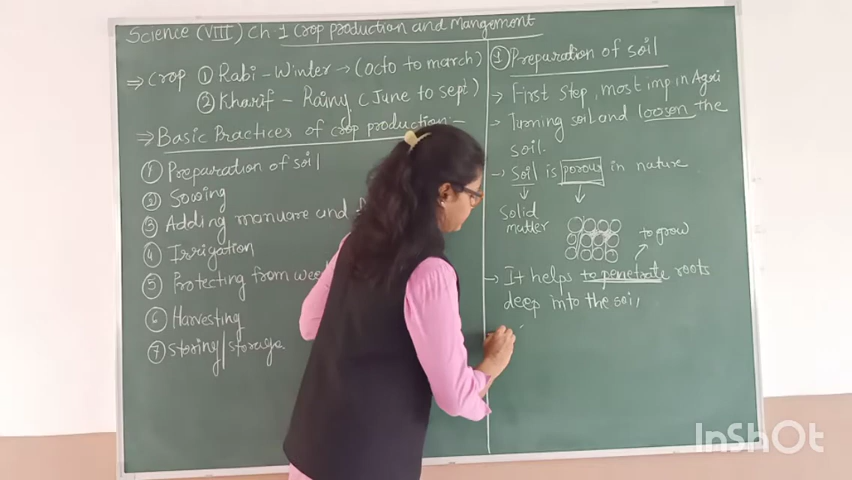 Science (VIII) Ch-1 Crop production and Mangement
⇒ Crop ① Rabi - Winter → (octo to march)
② Kharif - Rainy (June to sept)
⇒ Basic Practices of crop production:-
① Preparation of soil
② Sowing
③ Adding manuare and
④ Irrigation
⑤ Protecting from
⑥ Harvesting
⑦ Storing/storage
① Preparation of soil
→ First step, most imp in Agri
→ Turning soil and loosen the
soil.
→ Soil is porous in nature
solid
matter
to grow
→ It helps to penetrate roots
deep into the soil,
InShOt